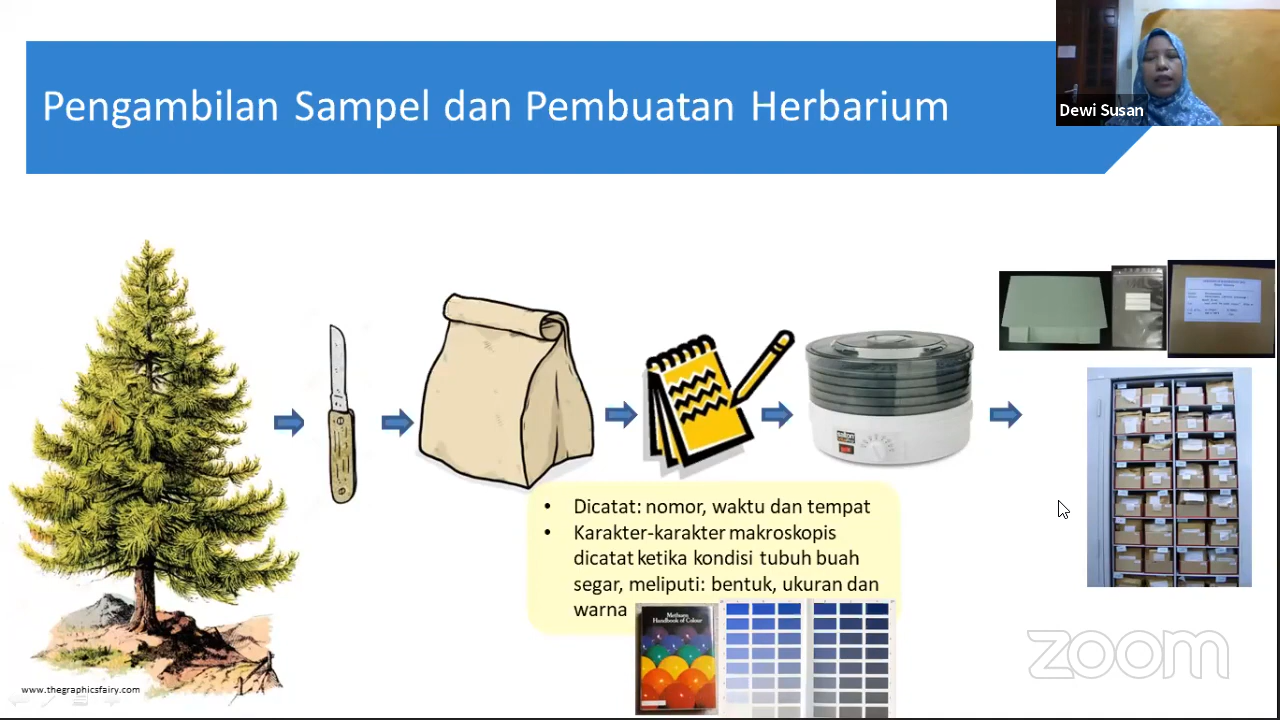 Pengambilan Sampel dan Pembuatan Herbarium
Dewi Susan
• Dicatat: nomor, waktu dan tempat
• Karakter-karakter makroskopis
dicatat ketika kondisi tubuh buah
segar, meliputi: bentuk, ukuran dan
warna
Methuen
Handbook of Colour
www.thegraphicsfairy.com
zoom